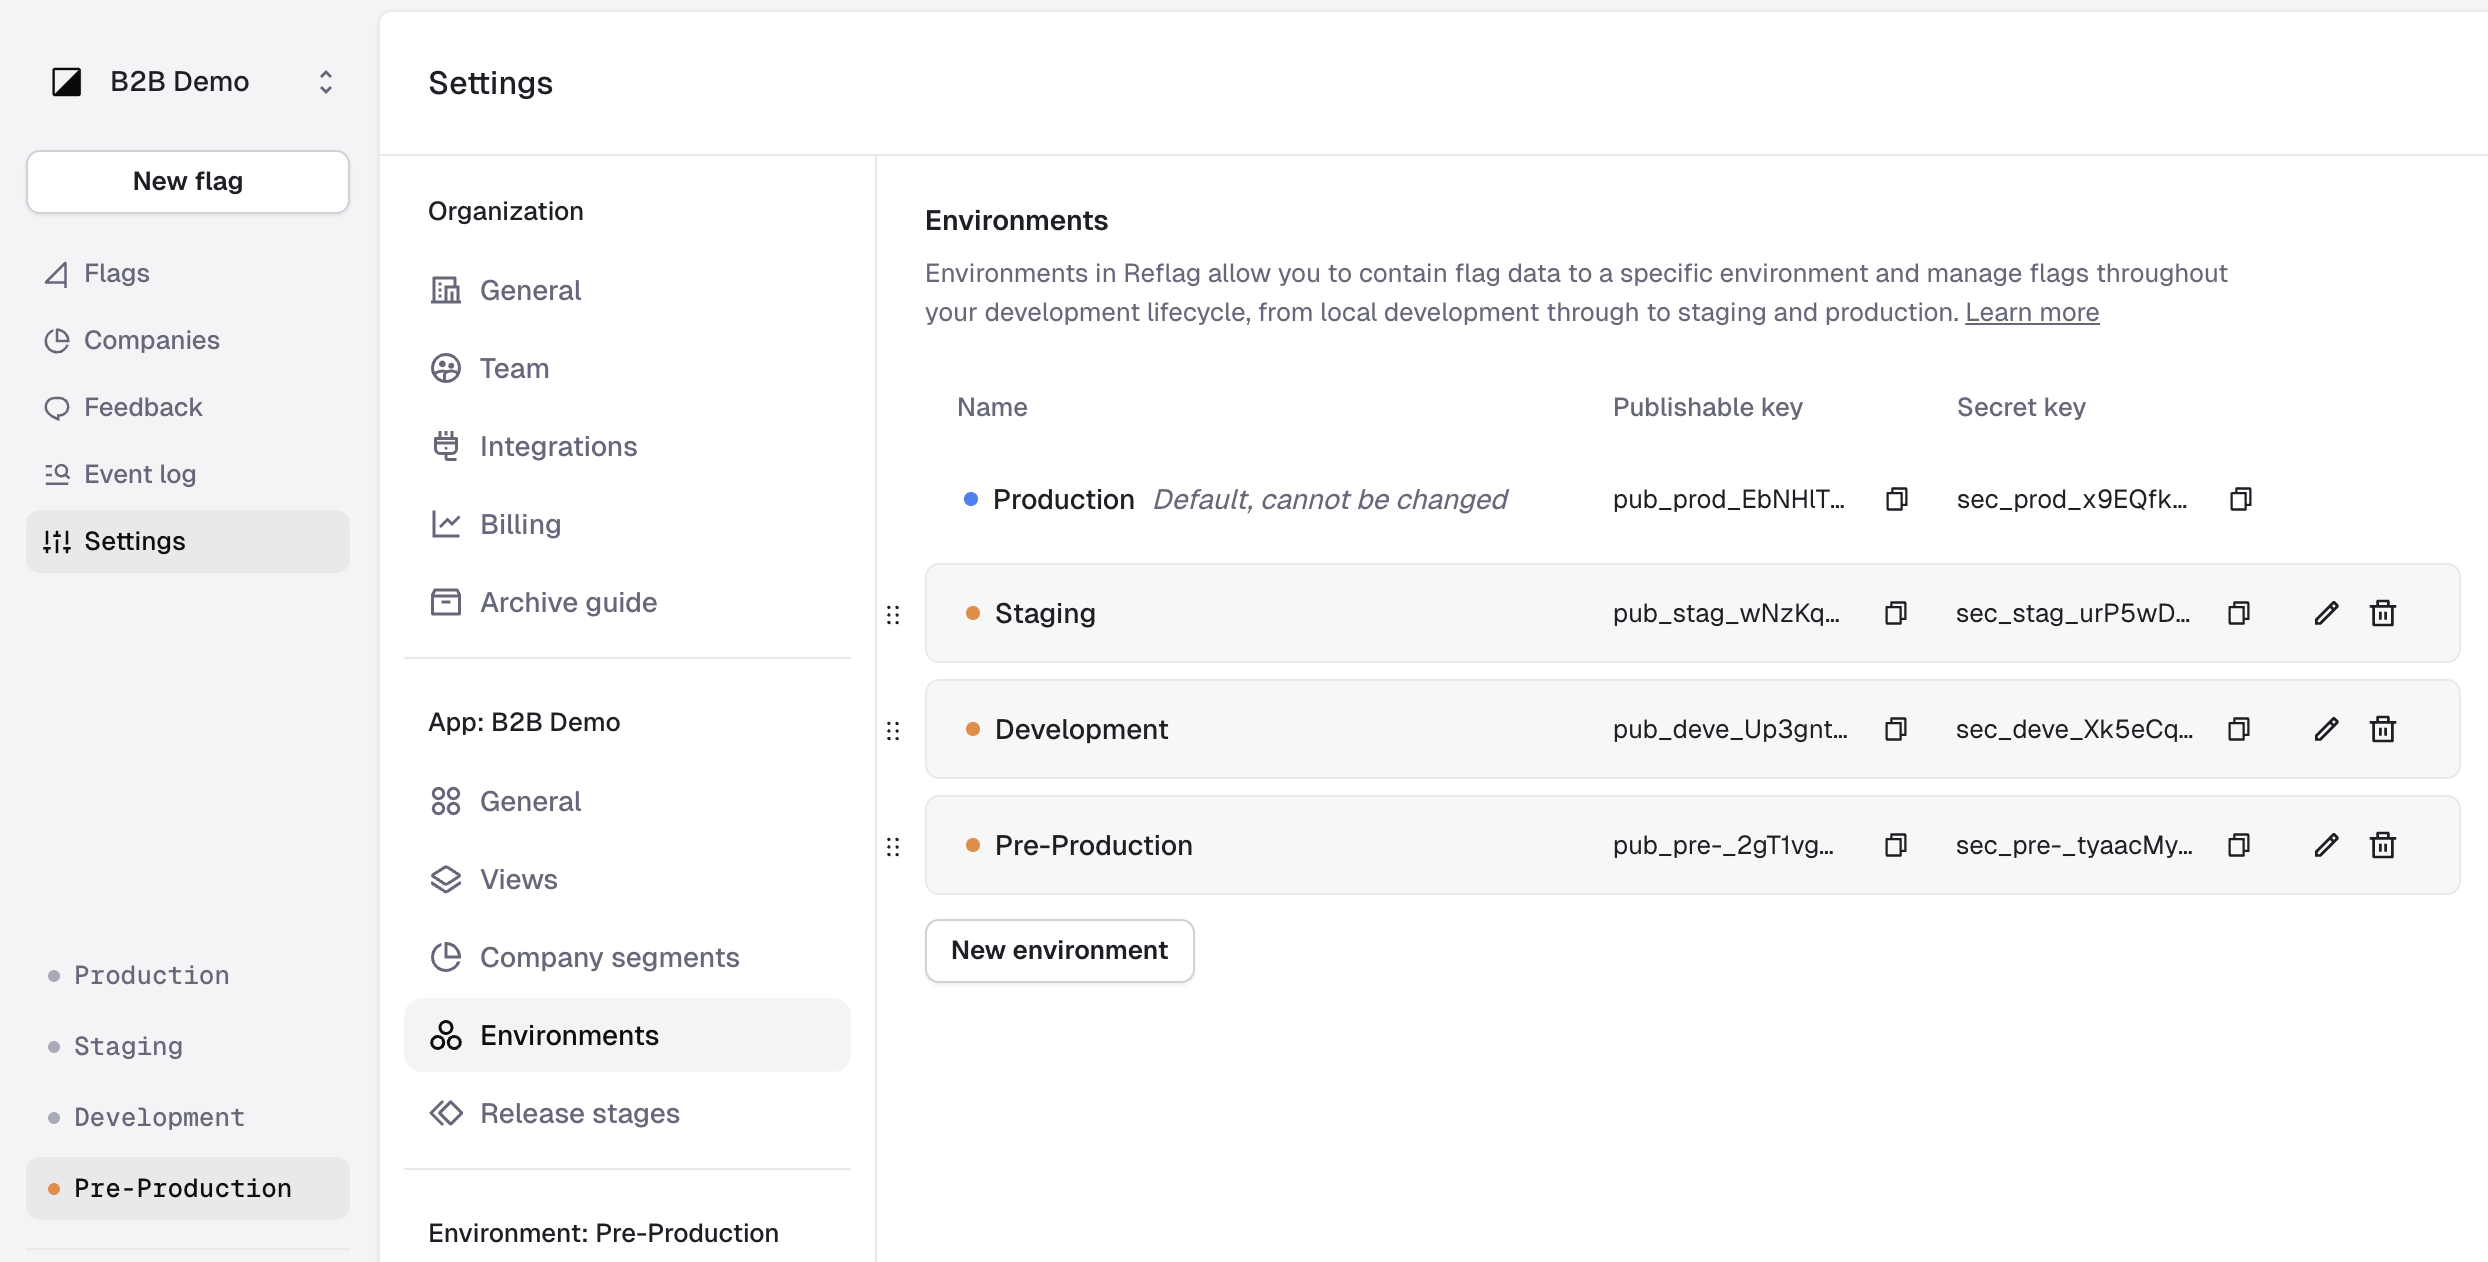 B2B Demo
New flag
Flags
Companies
Feedback
Event log
Settings
Production
Staging
Development
Pre-Production
Settings
Organization
General
Team
Integrations
Billing
Archive guide
App: B2B Demo
General
Views
Company segments
Environments
Release stages
Environment: Pre-Production
Environments
Environments in Reflag allow you to contain flag data to a specific environment and manage flags throughout
your development lifecycle, from local development through to staging and production. Learn more
Name Publishable key Secret key
Production Default, cannot be changed pub_prod_EbNHlT… sec_prod_x9EQfk…
Staging pub_stag_wNzKq… sec_stag_urP5wD…
Development pub_deve_Up3gnt… sec_deve_Xk5eCq…
Pre-Production pub_pre-_2gT1vg… sec_pre-_tyaacMy…
New environment